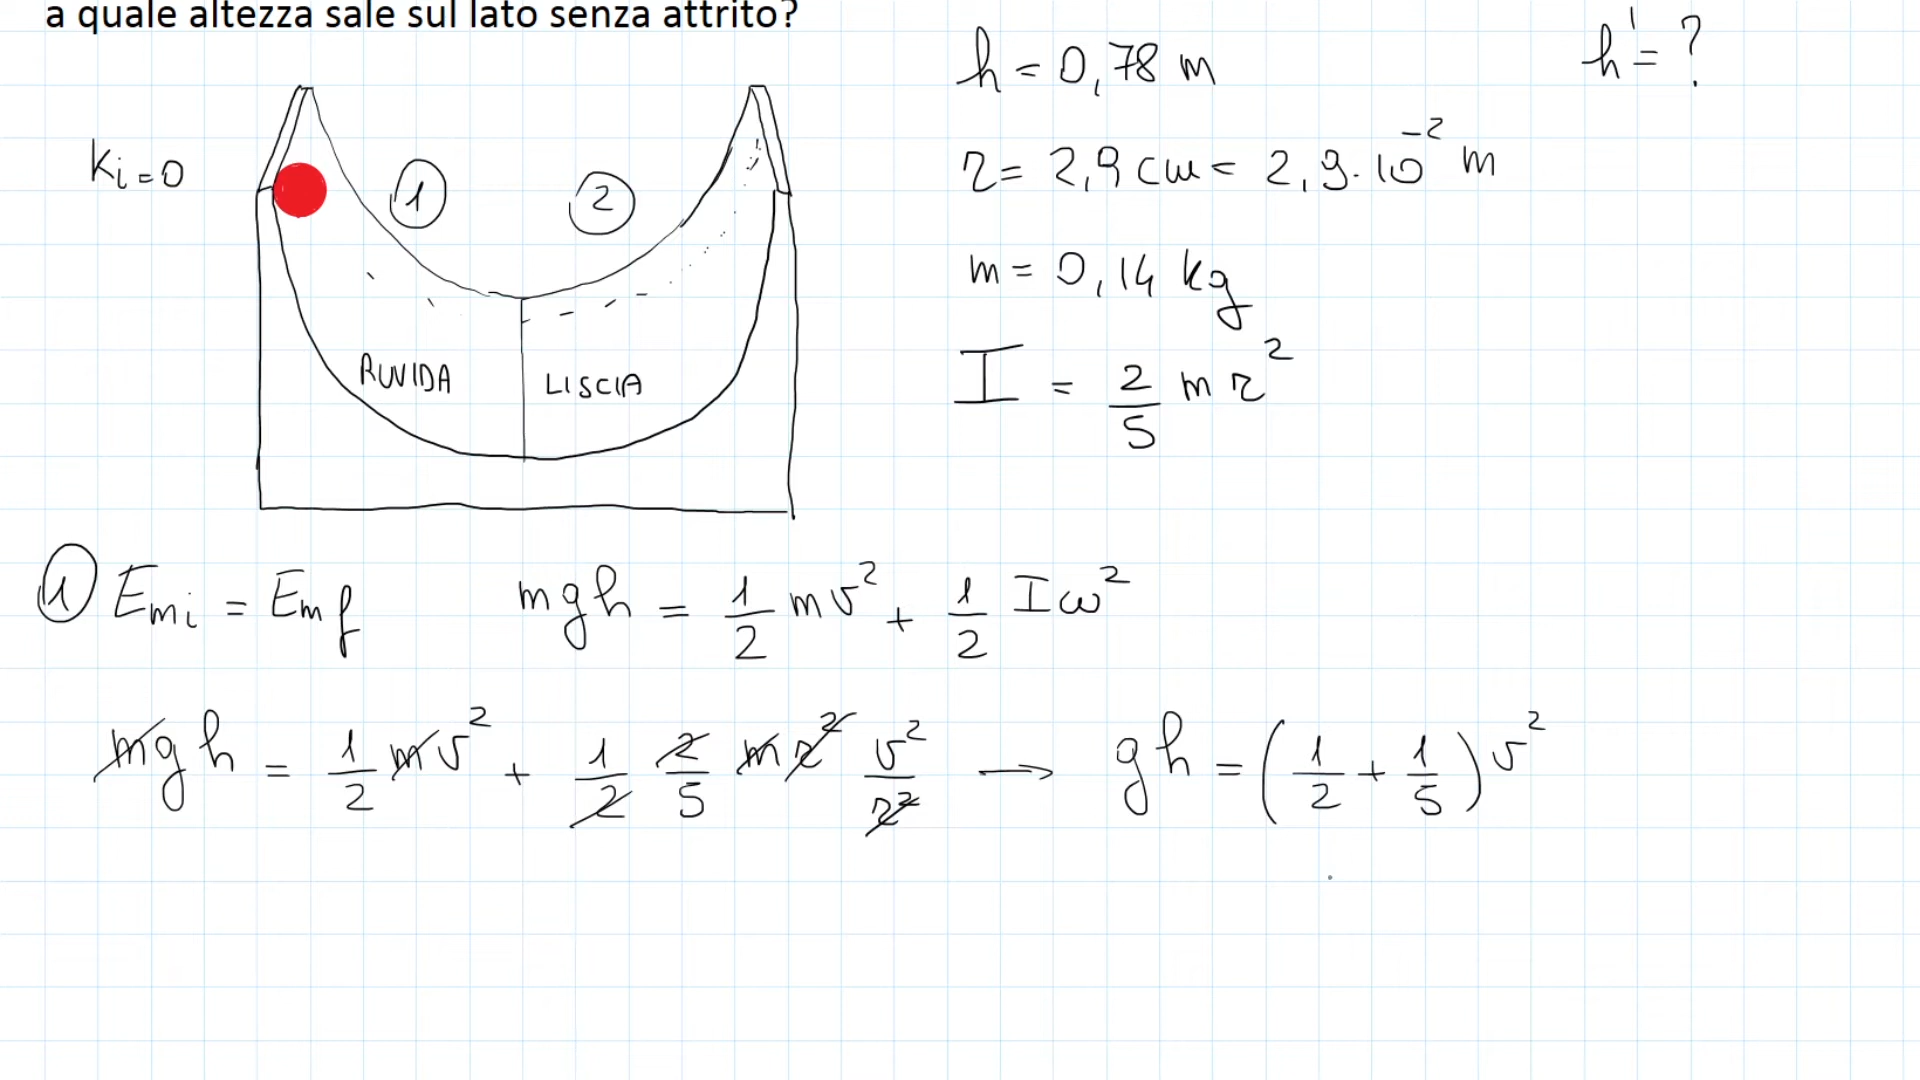 a quale altezza sale sul lato senza attrito?
h = 0,78 m
h' = ?
r = 2,9 cm = 2,9·10⁻² m
Ki = 0
1
2
m = 0,14 kg
I = 2/5 m r²
RUVIDA
LISCIA
1 Emi = Emf mgh = 1/2 mv² + 1/2 Iω²
mgh = 1/2 mv² + 1/2 2/5 mr² v²/r² → gh = (1/2 + 1/5) v²